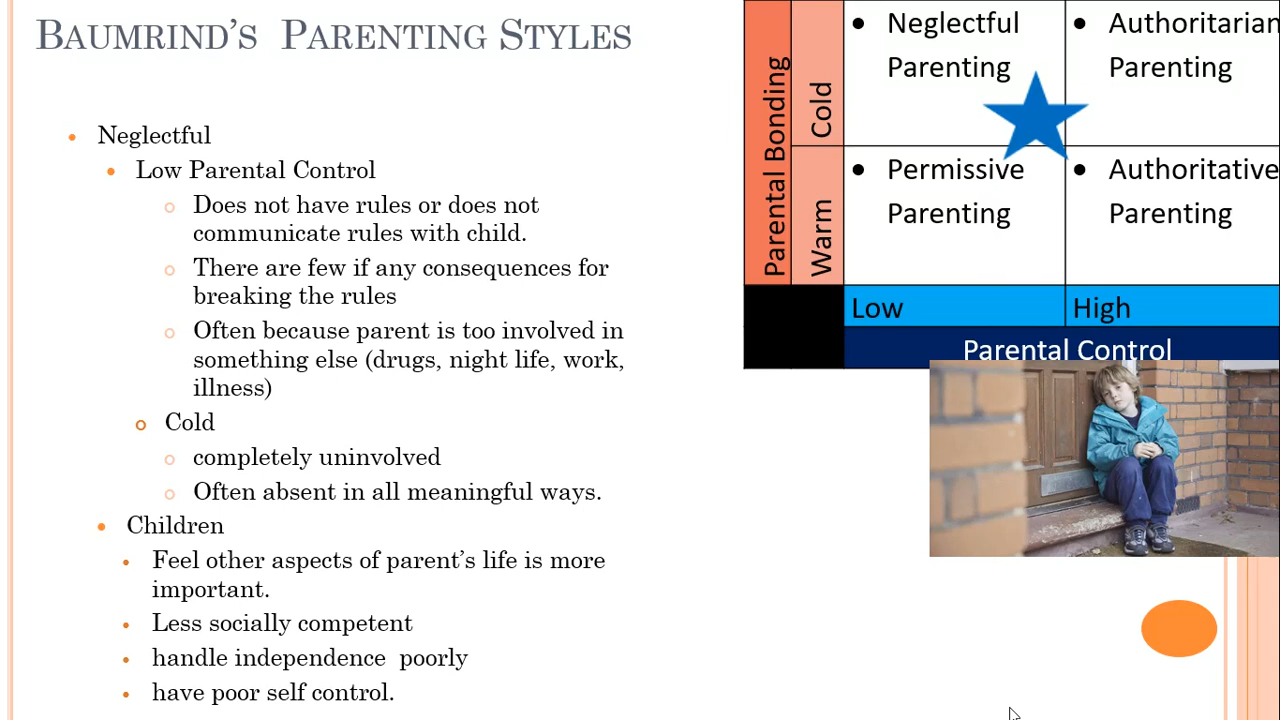 BAUMRIND'S PARENTING STYLES
Neglectful
Low Parental Control
Does not have rules or does not
communicate rules with child.
There are few if any consequences for
breaking the rules
Often because parent is too involved in
something else (drugs, night life, work,
illness)
Cold
completely uninvolved
Often absent in all meaningful ways.
Children
Feel other aspects of parent's life is more
important.
Less socially competent
handle independence poorly
have poor self control.
Parental Bonding
Cold
Neglectful
Parenting
Authoritarian
Parenting
Warm
Permissive
Parenting
Authoritative
Parenting
Low
High
Parental Control